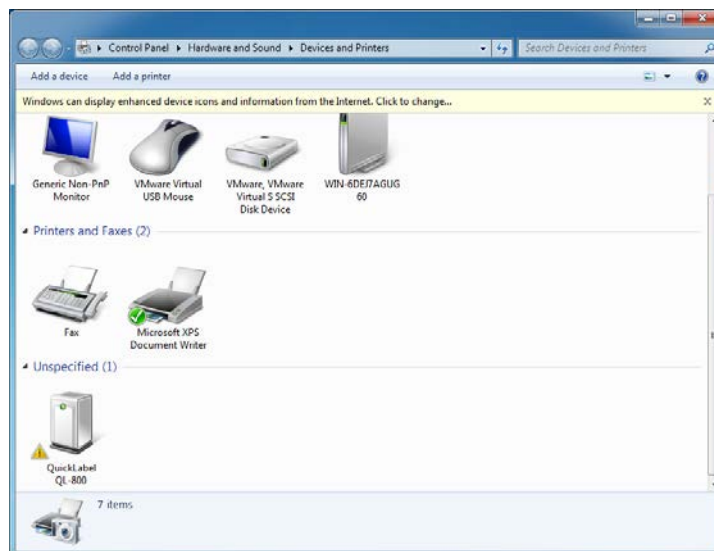 Control Panel ▸ Hardware and Sound ▸ Devices and Printers
Search Devices and Printers
Add a device Add a printer
Windows can display enhanced device icons and information from the Internet. Click to change...
Generic Non-PnP
Monitor
VMware Virtual
USB Mouse
VMware, VMware
Virtual S SCSI
Disk Device
WIN-6DEJ7AGUG
60
Printers and Faxes (2)
Fax
Microsoft XPS
Document Writer
Unspecified (1)
QuickLabel
QL-800
7 items